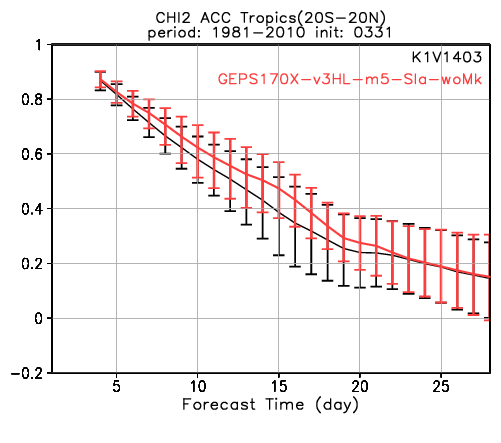 CHI2 ACC Tropics(20S-20N)
period: 1981-2010 init: 0331
K1V1403
GEPS170X-v3HL-m5-Sla-woMk
1
0.8
0.6
0.4
0.2
0
-0.2
5 10 15 20 25
Forecast Time (day)